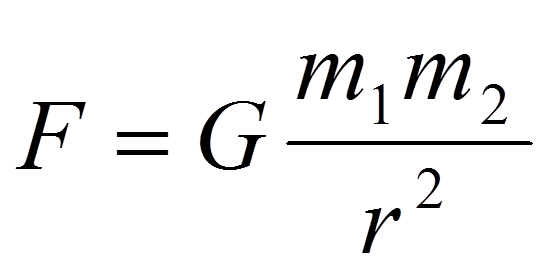 F = G m₁m₂ / r²